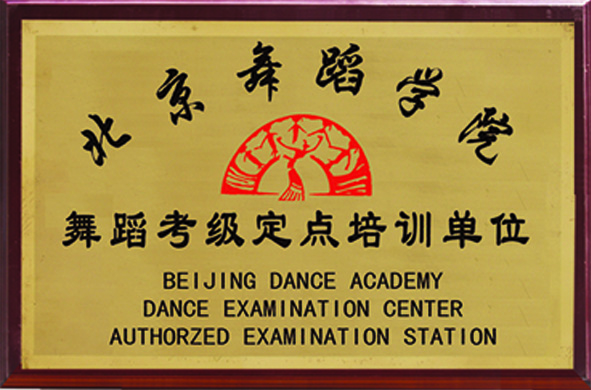 北京舞蹈学院
舞蹈考级定点培训单位
BEIJING DANCE ACADEMY
DANCE EXAMINATION CENTER
AUTHORZED EXAMINATION STATION